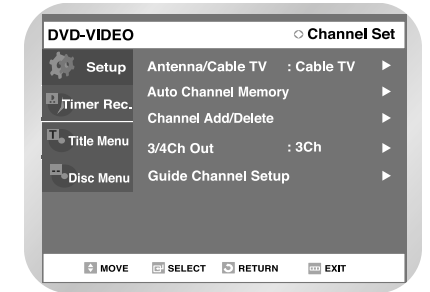 DVD-VIDEO Channel Set
Setup Antenna/Cable TV : Cable TV
Auto Channel Memory
Timer Rec.
Channel Add/Delete
Title Menu
3/4Ch Out : 3Ch
Disc Menu Guide Channel Setup
MOVE SELECT RETURN EXIT